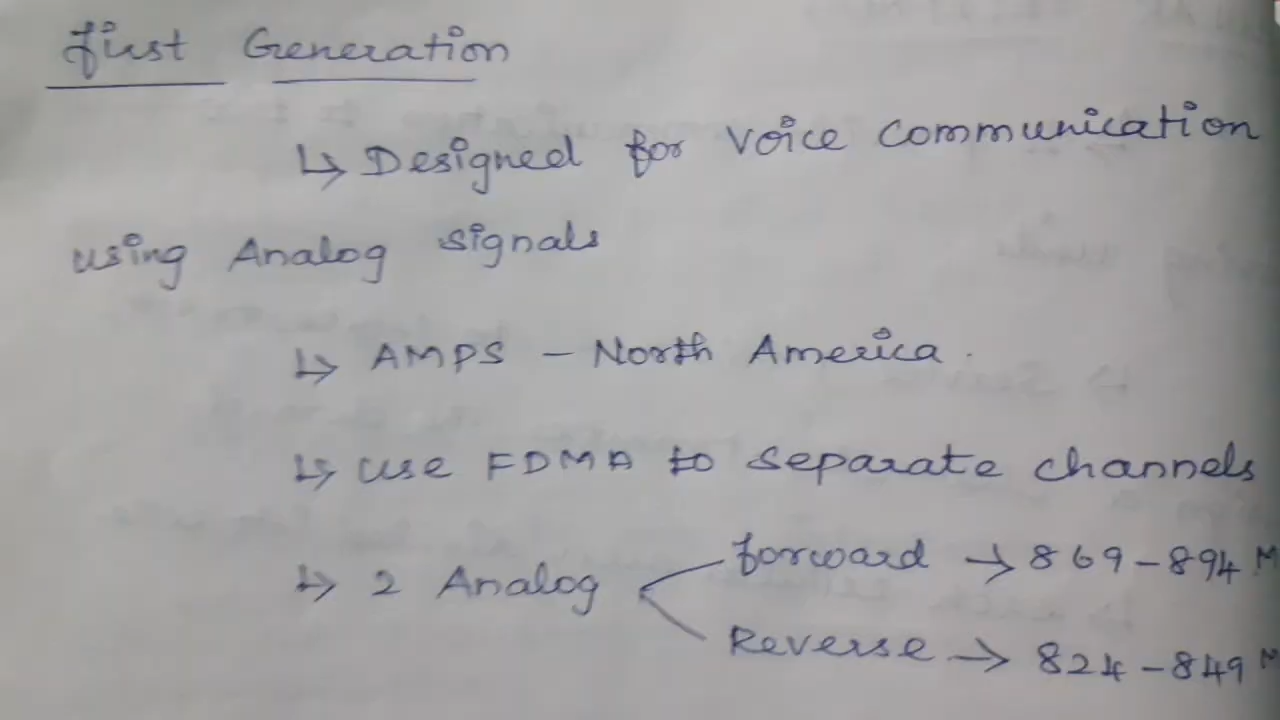 First Generation
↳ Designed for voice communication
using Analog signals
↳ AMPS – North America.
↳ use FDMA to separate channels
↳ 2 Analog
forward → 869–894 M
Reverse → 824–849 M